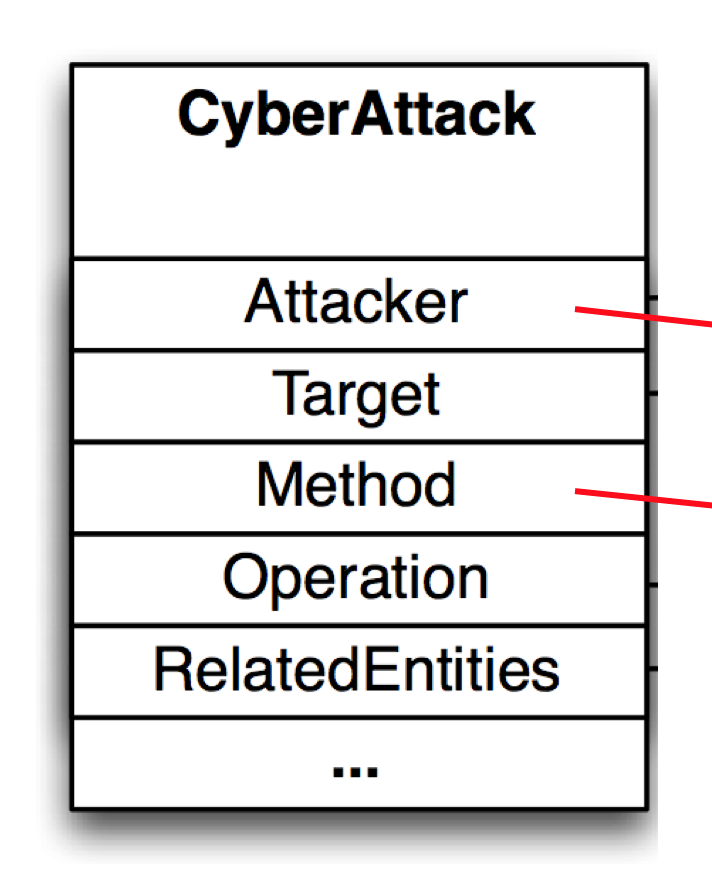 CyberAttack
Attacker
Target
Method
Operation
RelatedEntities
...